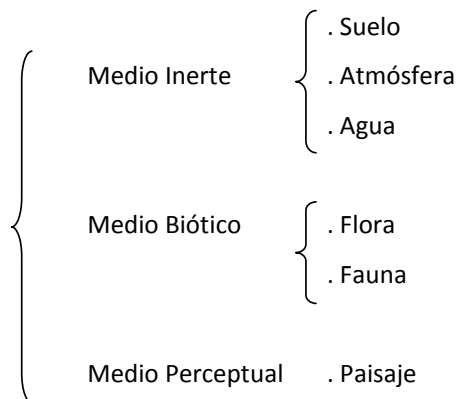 . Suelo
Medio Inerte . Atmósfera
. Agua
Medio Biótico . Flora
. Fauna
Medio Perceptual . Paisaje